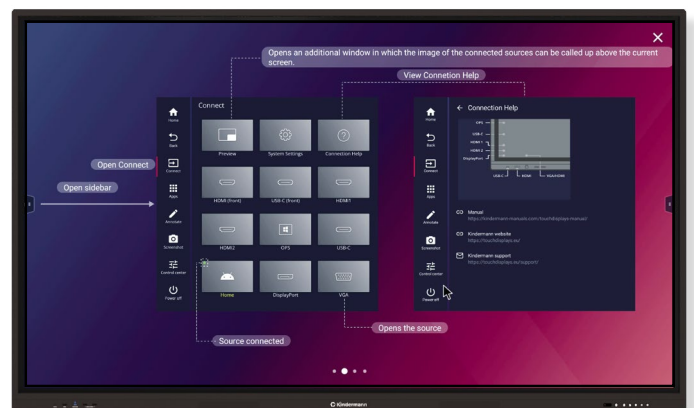 Opens an additional window in which the image of the connected sources can be called up above the current
screen.
View Connetion Help
Open Connect
Open sidebar
Home
Back
Connect
Apps
Annotate
Screenshot
Control center
Power off
Connect
Preview
System Settings
Connection Help
HDMI (front)
USB-C (front)
HDMI1
HDMI2
OPS
USB-C
Home
DisplayPort
VGA
Source connected
Opens the source
Home
Back
Connect
Apps
Annotate
Screenshot
Control center
Power off
Connection Help
OPS
USB-C
HDMI 1
HDMI 2
DisplayPort
USB-C
HDMI
VGA/HDMI
Manuel
https://kindermann-manuals.com/touchdisplays-manual/
Kindermann website
https://touchdisplays.eu/
Kindermann support
https://touchdisplays.eu/support/
Kindermann